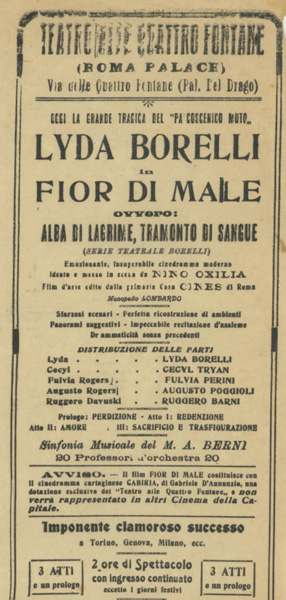 TEATRO ALLE QUATTRO FONTANE
(ROMA PALACE)
Via delle Quattro Fontane (Pal. Del Drago)
OGGI LA GRANDE TRAGICA DEL "PA'COSCENICO MUTO„
LYDA BORELLI
in
FIOR DI MALE
ovvero:
ALBA DI LAGRIME, TRAMONTO DI SANGUE
(SERIE TEATRALE BORELLI)
Emozionante, insuperabile cinedramma moderno
ideato e messo in scena da NINO OXILIA
Film d'arte edito dalla primaria Casa CINES di Roma
Monopolio LOMBARDO
Sfarzosi scenari - Perfetta ricostruzione di ambienti
Panorami suggestivi - Impeccabile recitazione d'assieme
Drammaticità senza precedenti
DISTRIBUZIONE DELLE PARTI
Lyda . . . . . LYDA BORELLI
Cecyl . . . . . CECYL TRYAN
Fulvia Rogers . . . FULVIA PERINI
Augusto Rogers . . . AUGUSTO POGGIOLI
Ruggero Davuski . . . RUGGERO BARNI
Prologo: PERDIZIONE - Atto I: REDENZIONE
Atto II: AMORE . III: SACRIFICIO E TRASFIGURAZIONE
Sinfonia Musicale del M. A. BERNI
20 Professori d'orchestra 20
AVVISO. — Il film FIOR DI MALE costituisce con
il cinedramma cartaginese CABIRIA, di Gabriele D'Annunzio, una
dotazione esclusiva del "Teatro alle Quattro Fontane„ e non
verrà rappresentato in altri Cinema della Ca-
pitale.
Imponente clamoroso successo
a Torino, Genova, Milano, ecc.
3 ATTI
e un prologo
2 ore di Spettacolo
con ingresso continuato
eccetto i giorni festivi
3 ATTI
e un prologo